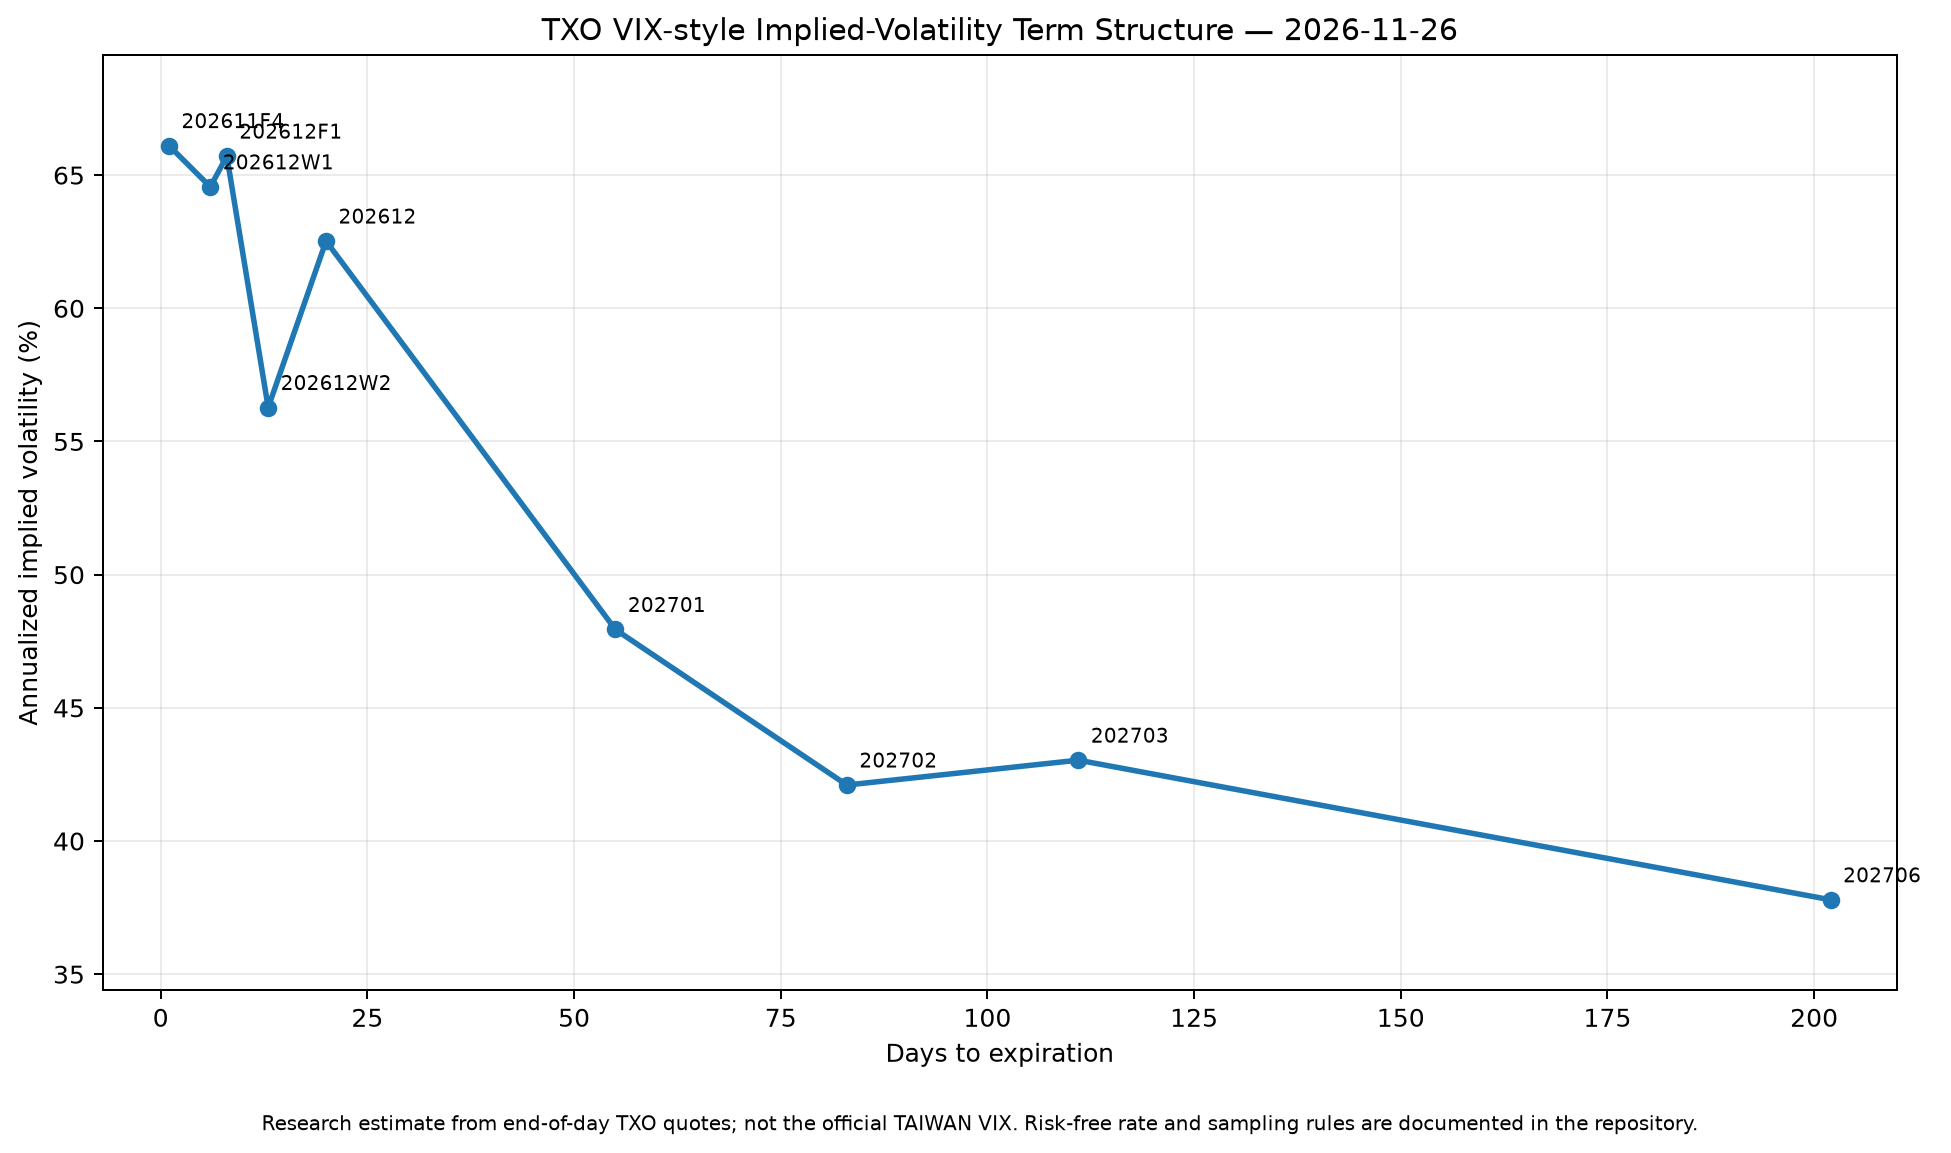 TXO VIX-style Implied-Volatility Term Structure — 2026-11-26
Annualized implied volatility (%)
65
60
55
50
45
40
35
202611F4
202612F1
202612W1
202612
202612W2
202701
202702
202703
202706
0 25 50 75 100 125 150 175 200
Days to expiration
Research estimate from end-of-day TXO quotes; not the official TAIWAN VIX. Risk-free rate and sampling rules are documented in the repository.